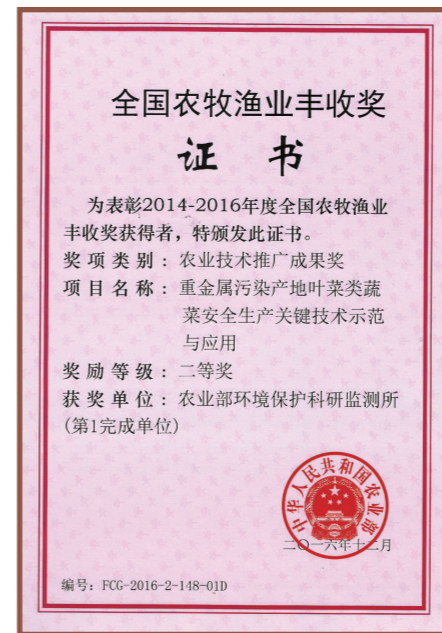 全国农牧渔业丰收奖
证 书
为表彰2014-2016年度全国农牧渔业
丰收奖获得者，特颁发此证书。
奖项类别：农业技术推广成果奖
项目名称：重金属污染产地叶菜类蔬
菜安全生产关键技术示范
与应用
奖励等级：二等奖
获奖单位：农业部环境保护科研监测所
(第1完成单位)
中华人民共和国农业部
二〇一六年十二月
编号：FCG-2016-2-148-01D